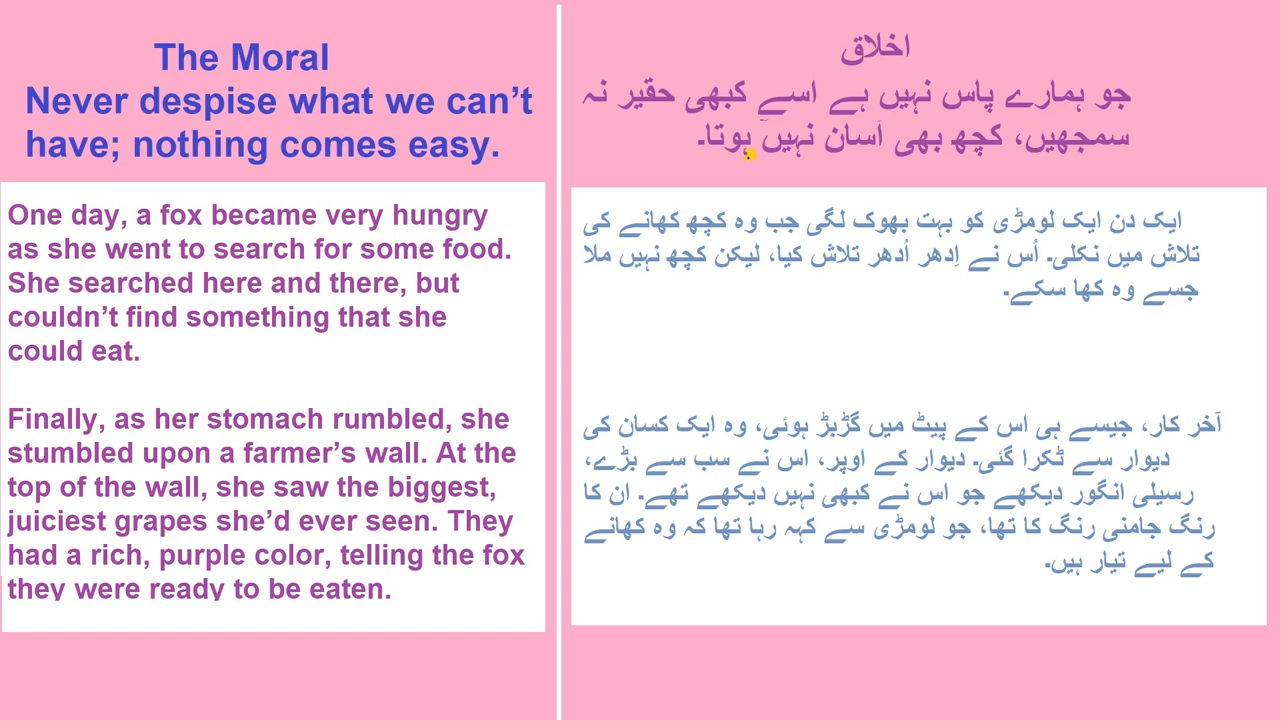 The Moral
Never despise what we can’t
have; nothing comes easy.
One day, a fox became very hungry
as she went to search for some food.
She searched here and there, but
couldn’t find something that she
could eat.
Finally, as her stomach rumbled, she
stumbled upon a farmer’s wall. At the
top of the wall, she saw the biggest,
juiciest grapes she’d ever seen. They
had a rich, purple color, telling the fox
they were ready to be eaten.
اخلاق
جو ہمارے پاس نہیں ہے اسے کبھی حقیر نہ
سمجھیں، کچھ بھی آسان نہیں ہوتا۔
ایک دن ایک لومڑی کو بہت بھوک لگی جب وہ کچھ کھانے کی
تلاش میں نکلی۔ اُس نے اِدھر اُدھر تلاش کیا، لیکن کچھ نہیں ملا
جسے وہ کھا سکے۔
آخر کار، جیسے ہی اس کے پیٹ میں گڑبڑ ہوئی، وہ ایک کسان کی
دیوار سے ٹکرا گئی۔ دیوار کے اوپر، اس نے سب سے بڑے،
رسیلی انگور دیکھے جو اس نے کبھی نہیں دیکھے تھے۔ ان کا
رنگ جامنی رنگ کا تھا، جو لومڑی سے کہہ رہا تھا کہ وہ کھانے
کے لیے تیار ہیں۔